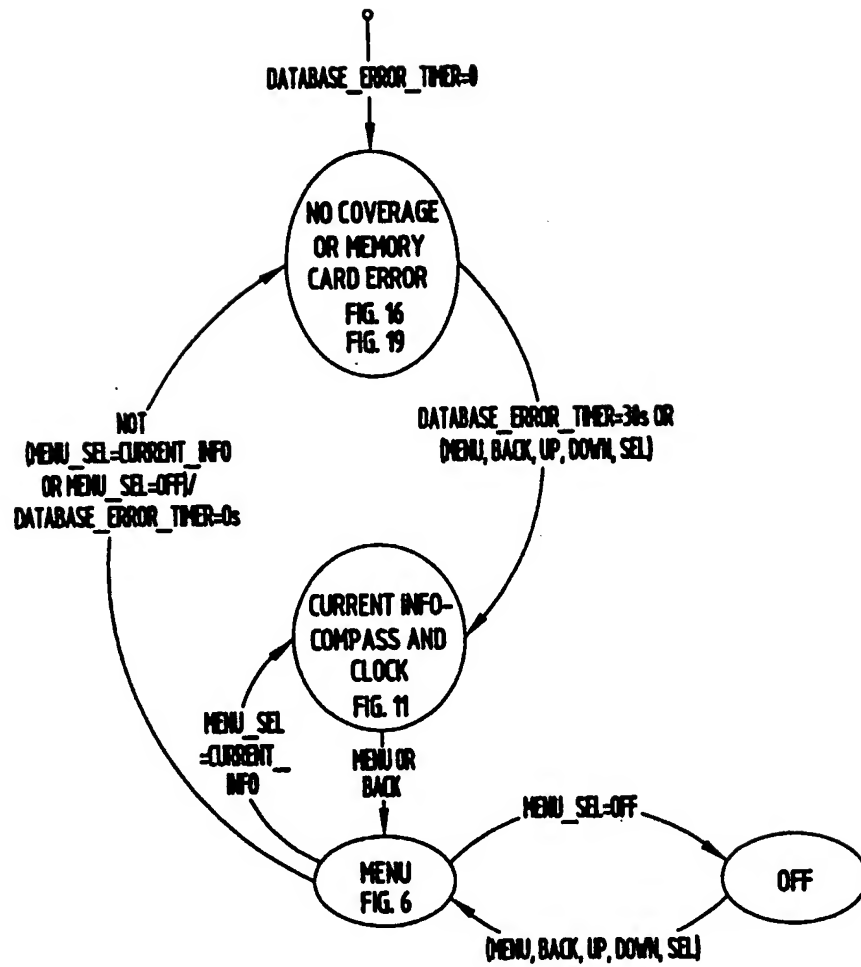 DATABASE_ERROR_TIMER=0
NO COVERAGE
OR MEMORY
CARD ERROR
FIG. 16
FIG. 19
NOT
(MENU_SEL=CURRENT_INFO
OR MENU_SEL=OFF)/
DATABASE_ERROR_TIMER=0s
DATABASE_ERROR_TIMER=30s OR
(MENU, BACK, UP, DOWN, SEL)
CURRENT INFO-
COMPASS AND
CLOCK
FIG. 11
MENU_SEL
=CURRENT_
INFO
MENU OR
BACK
MENU_SEL=OFF
MENU
FIG. 6
OFF
(MENU, BACK, UP, DOWN, SEL)